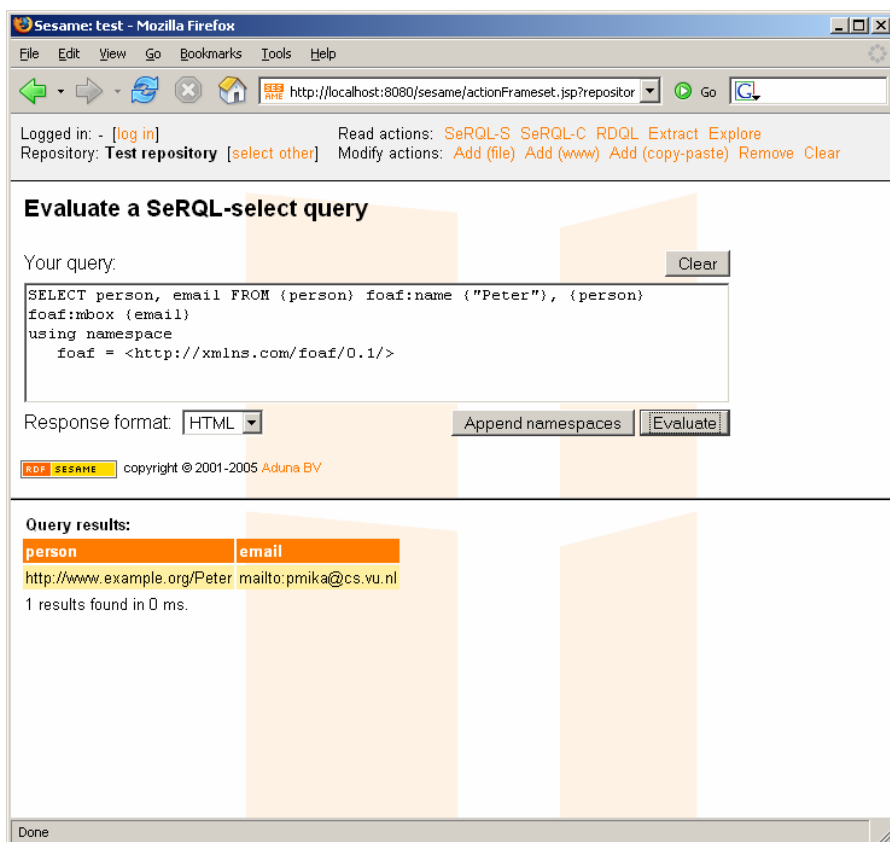 Sesame: test - Mozilla Firefox
File Edit View Go Bookmarks Tools Help
SES AME http://localhost:8080/sesame/actionFrameset.jsp?repositor Go G
Logged in: - [log in] Read actions: SeRQL-S SeRQL-C RDQL Extract Explore
Repository: Test repository [select other] Modify actions: Add (file) Add (www) Add (copy-paste) Remove Clear
Evaluate a SeRQL-select query
Your query: Clear
SELECT person, email FROM {person} foaf:name {"Peter"}, {person}
foaf:mbox {email}
using namespace
foaf = <http://xmlns.com/foaf/0.1/>
Response format: HTML Append namespaces Evaluate
RDF SESAME copyright © 2001-2005 Aduna BV
Query results:
person email
http://www.example.org/Peter mailto:pmika@cs.vu.nl
1 results found in 0 ms.
Done